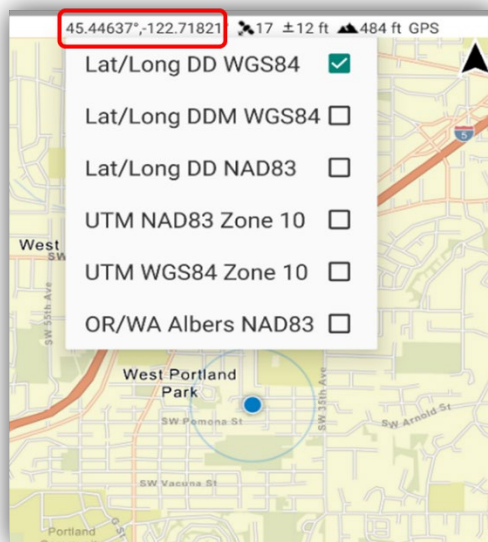 45.44637°,-122.71821 17 ±12 ft 484 ft GPS
Lat/Long DD WGS84
Lat/Long DDM WGS84
Lat/Long DD NAD83
UTM NAD83 Zone 10
UTM WGS84 Zone 10
OR/WA Albers NAD83
5
West
SW
SW 55th Ave
West Portland
Park
SW 35th Ave
SW Pomona St
SW Arnold St
SW Vacuna St
Portland